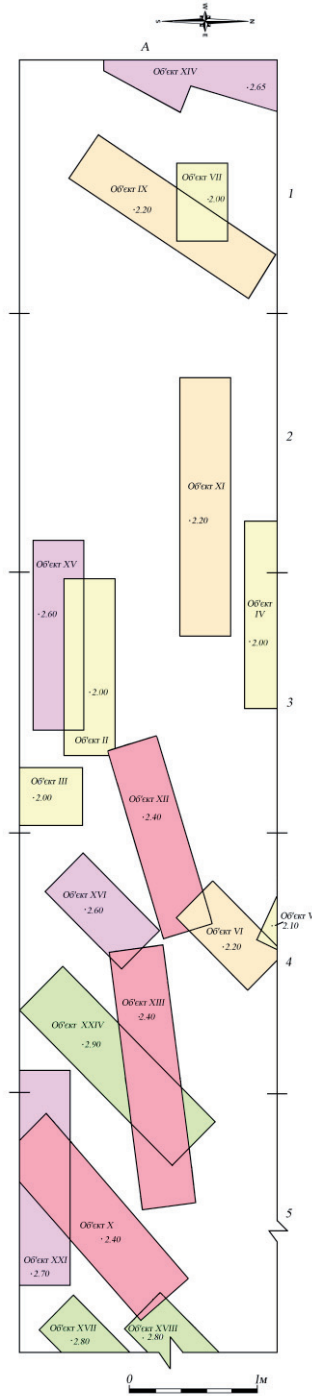 W
S
N
E
A
Об'єкт XIV
·2.65
Об'єкт VII
Об'єкт IX
·2.00
·2.20
1
2
Об'єкт XI
·2.20
Об'єкт XV
·2.60
Об'єкт
IV
·2.00
·2.00
3
Об'єкт II
Об'єкт III
·2.00
Об'єкт XII
·2.40
Об'єкт XVI
·2.60
Об'єкт V
·2.10
Об'єкт VI
·2.20
4
Об'єкт XIII
·2.40
Об'єкт XXIV
·2.90
5
Об'єкт X
·2.40
Об'єкт XXI
·2.70
Об'єкт XVII
·2.80
Об'єкт XVIII
·2.80
0 1м